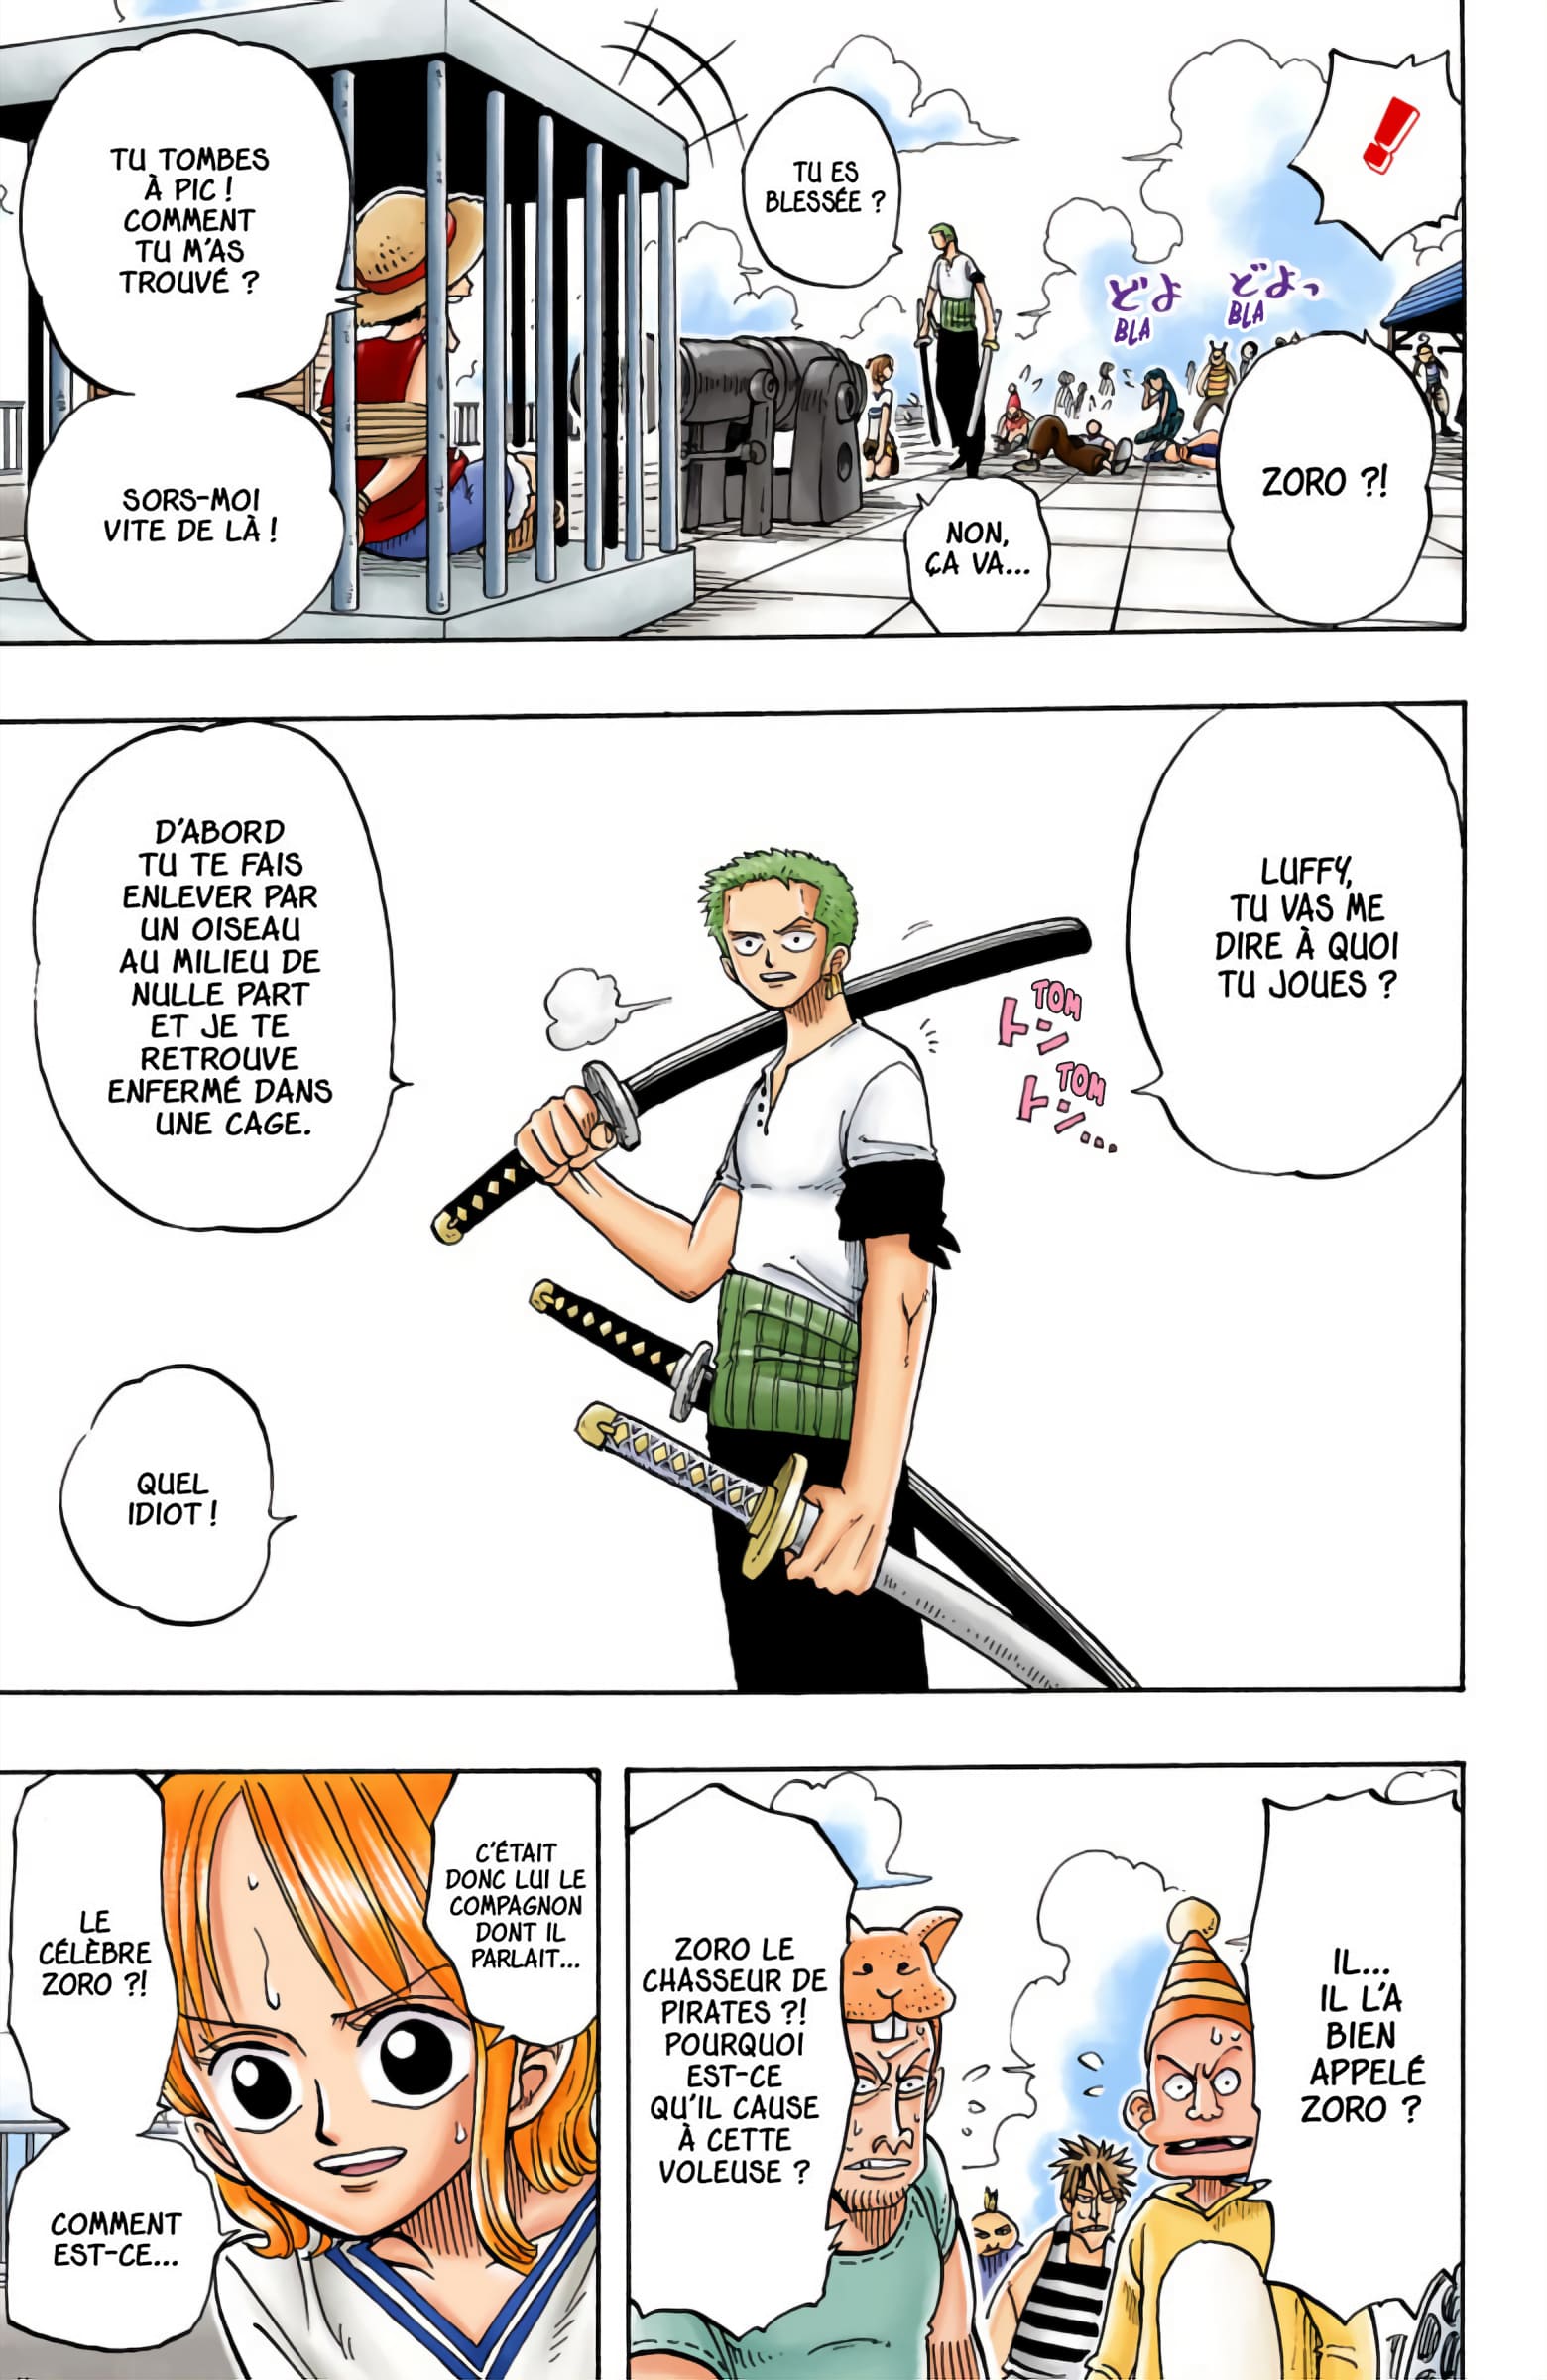 !
どよっ
BLA
どよ
BLA
ZORO ?!
TU ES
BLESSÉE ?
NON,
ÇA VA...
TU TOMBES
À PIC !
COMMENT
TU M'AS
TROUVÉ ?
SORS-MOI
VITE DE LÀ !
LUFFY,
TU VAS ME
DIRE À QUOI
TU JOUES ?
TOM
トン
TOM
トン...
D'ABORD
TU TE FAIS
ENLEVER PAR
UN OISEAU
AU MILIEU DE
NULLE PART
ET JE TE
RETROUVE
ENFERMÉ DANS
UNE CAGE.
QUEL
IDIOT !
IL...
IL L'A
BIEN
APPELÉ
ZORO ?
ZORO LE
CHASSEUR DE
PIRATES ?!
POURQUOI
EST-CE
QU'IL CAUSE
À CETTE
VOLEUSE ?
C'ÉTAIT
DONC LUI LE
COMPAGNON
DONT IL
PARLAIT...
LE
CÉLÈBRE
ZORO ?!
COMMENT
EST-CE...